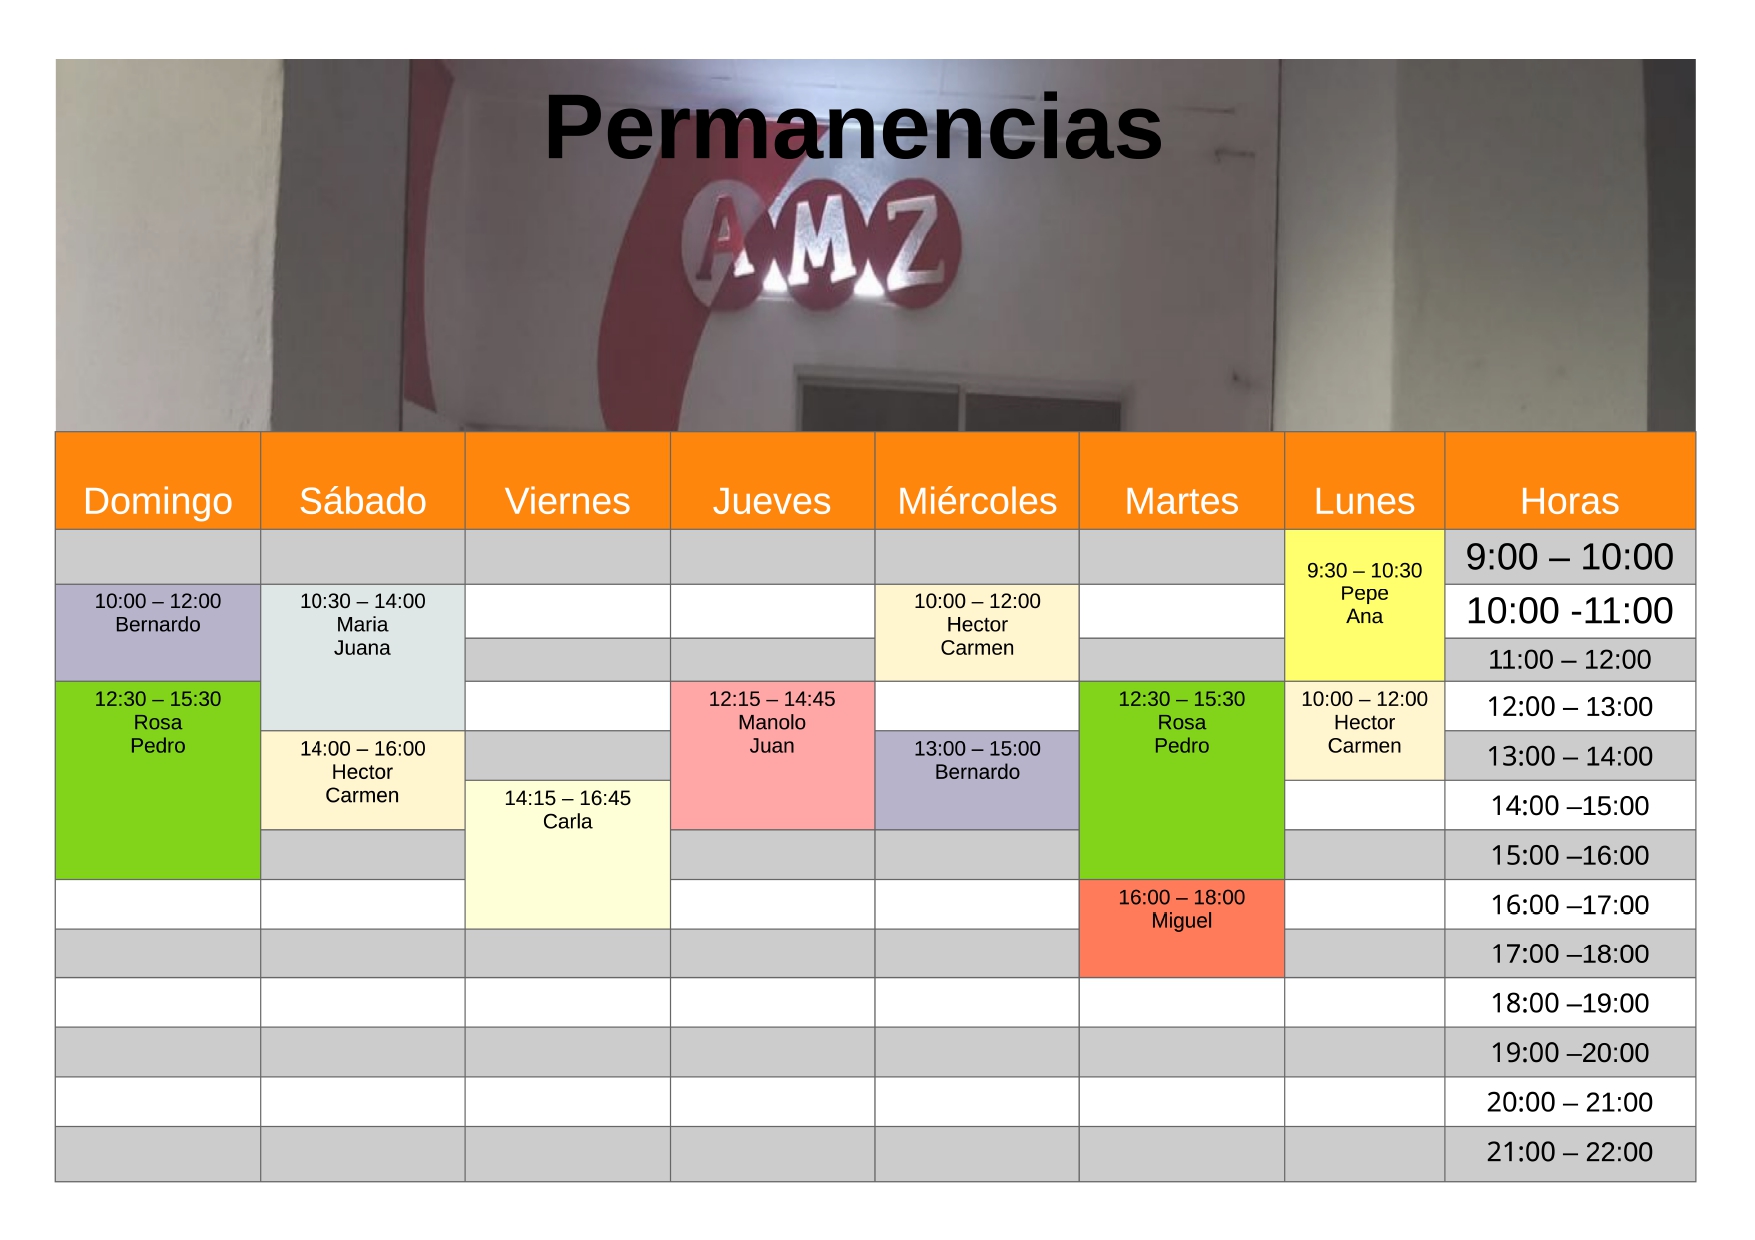 Permanencias
A.M.Z
Domingo Sábado Viernes Jueves Miércoles Martes Lunes Horas
9:00 – 10:00
9:30 – 10:30
Pepe
Ana
10:00 – 12:00
Bernardo
10:30 – 14:00
Maria
Juana
10:00 – 12:00
Hector
Carmen
10:00 -11:00
11:00 – 12:00
12:30 – 15:30
Rosa
Pedro
12:15 – 14:45
Manolo
Juan
12:30 – 15:30
Rosa
Pedro
10:00 – 12:00
Hector
Carmen
12:00 – 13:00
14:00 – 16:00
Hector
Carmen
13:00 – 15:00
Bernardo
13:00 – 14:00
14:15 – 16:45
Carla
14:00 –15:00
15:00 –16:00
16:00 – 18:00
Miguel
16:00 –17:00
17:00 –18:00
18:00 –19:00
19:00 –20:00
20:00 – 21:00
21:00 – 22:00